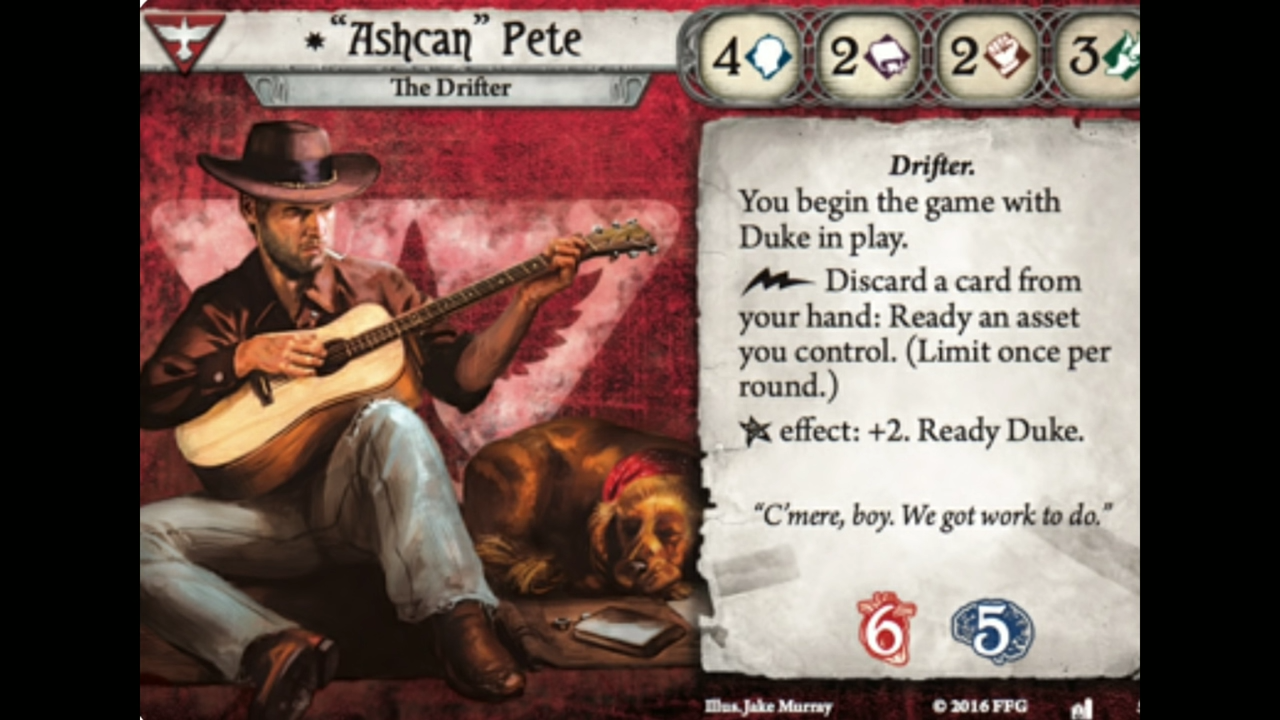 "Ashcan" Pete
4 2 2 3
The Drifter
Drifter.
You begin the game with
Duke in play.
Discard a card from
your hand: Ready an asset
you control. (Limit once per
round.)
effect: +2. Ready Duke.
"C'mere, boy. We got work to do."
6 5
Illus. Jake Murray
© 2016 FFG